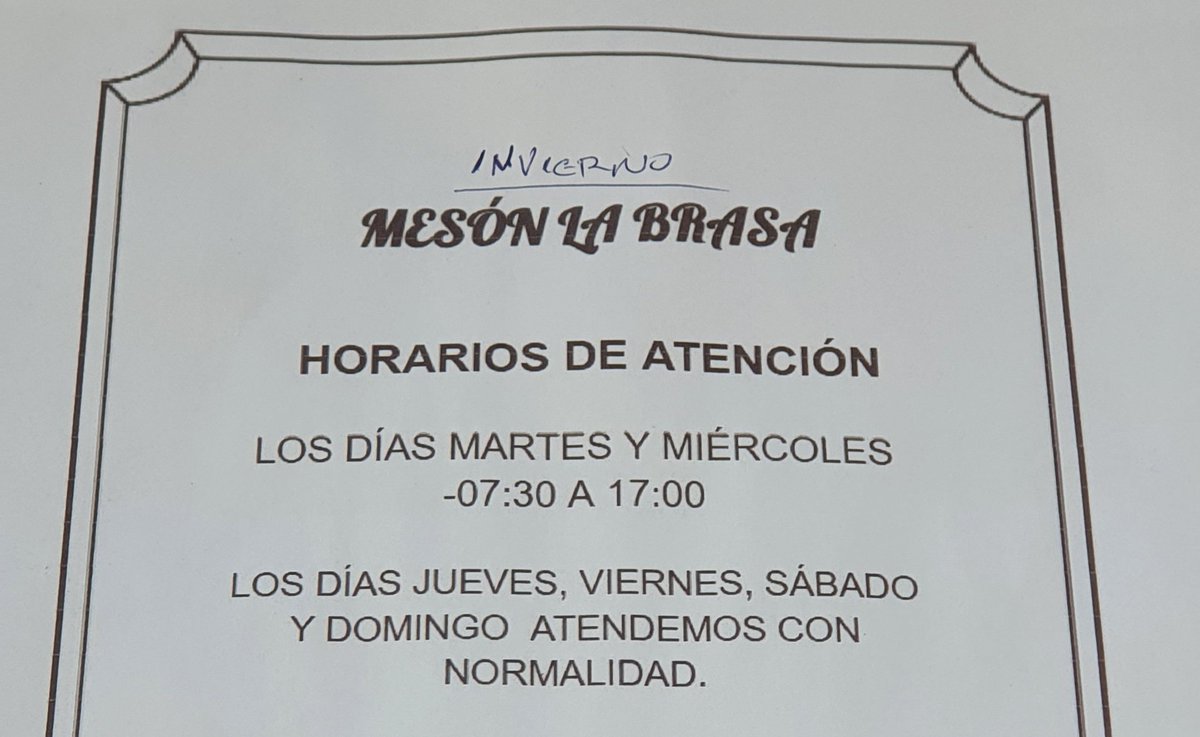 INVIERNO
MESÓN LA BRASA
HORARIOS DE ATENCIÓN
LOS DÍAS MARTES Y MIÉRCOLES
-07:30 A 17:00
LOS DÍAS JUEVES, VIERNES, SÁBADO
Y DOMINGO ATENDEMOS CON
NORMALIDAD.